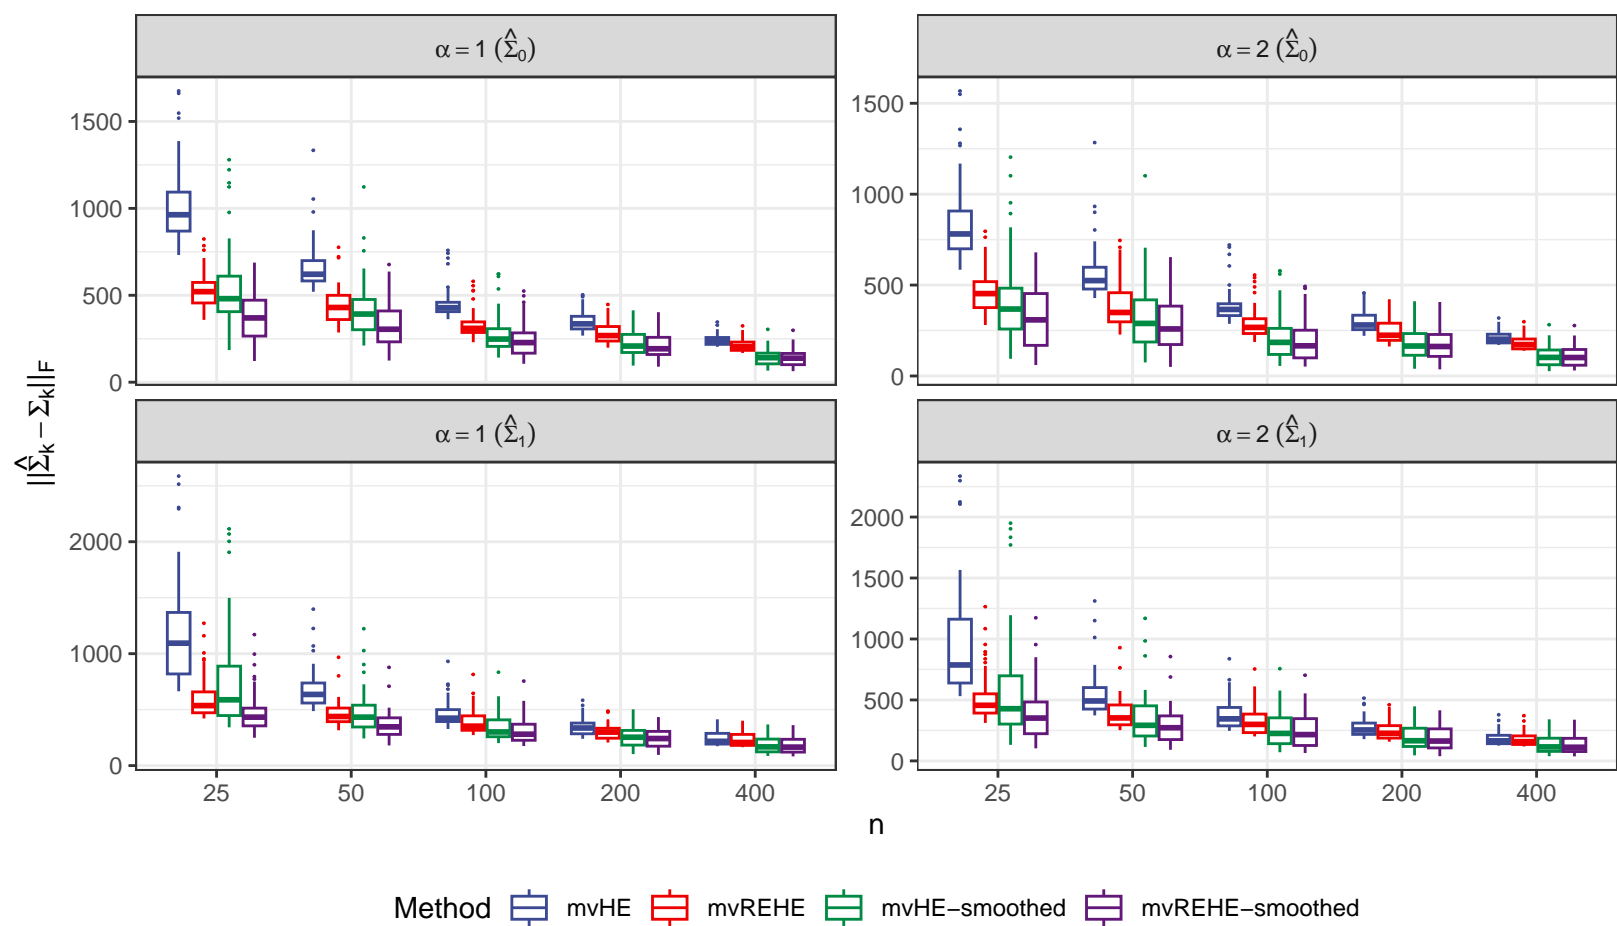 α = 1 (Σ̂₀)
α = 2 (Σ̂₀)
1500
1000
500
0
1500
1000
500
0
||Σ̂ₖ − Σₖ||F
α = 1 (Σ̂₁)
α = 2 (Σ̂₁)
2000
1000
0
2000
1500
1000
500
0
25 50 100 200 400
25 50 100 200 400
n
Method mvHE mvREHE mvHE−smoothed mvREHE−smoothed